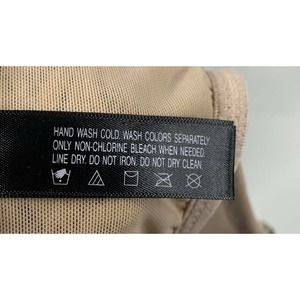 HAND WASH COLD. WASH COLORS SEPARATELY
ONLY NON-CHLORINE BLEACH WHEN NEEDED.
LINE DRY. DO NOT IRON. DO NOT DRY CLEAN.